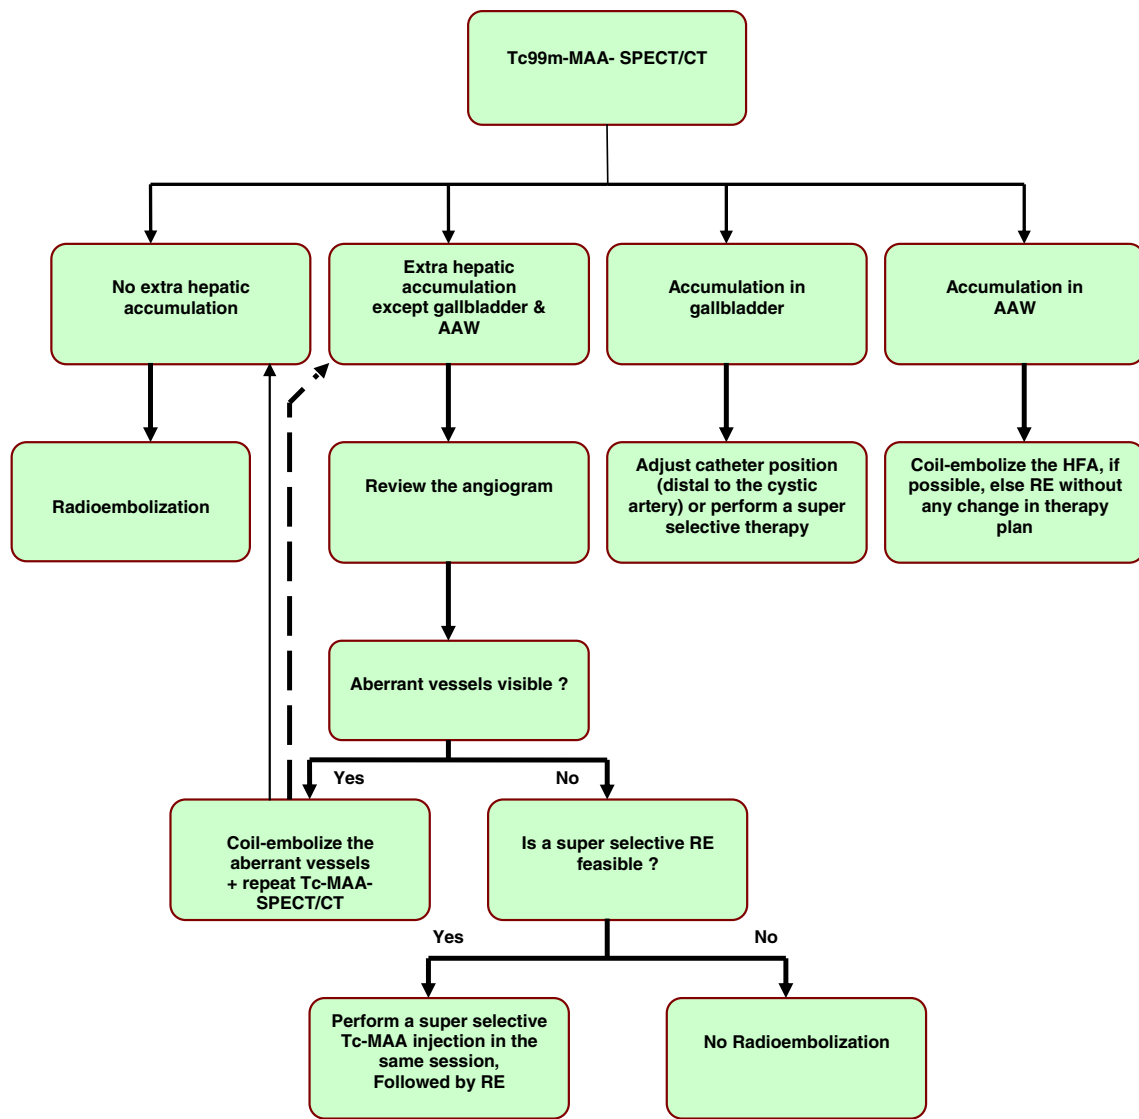 Tc99m-MAA- SPECT/CT
No extra hepatic
accumulation
Extra hepatic
accumulation
except gallbladder &
AAW
Accumulation in
gallbladder
Accumulation in
AAW
Radioembolization
Review the angiogram
Adjust catheter position
(distal to the cystic
artery) or perform a super
selective therapy
Coil-embolize the HFA, if
possible, else RE without
any change in therapy
plan
Aberrant vessels visible ?
Yes
No
Coil-embolize the
aberrant vessels
+ repeat Tc-MAA-
SPECT/CT
Is a super selective RE
feasible ?
Yes
No
Perform a super selective
Tc-MAA injection in the
same session,
Followed by RE
No Radioembolization